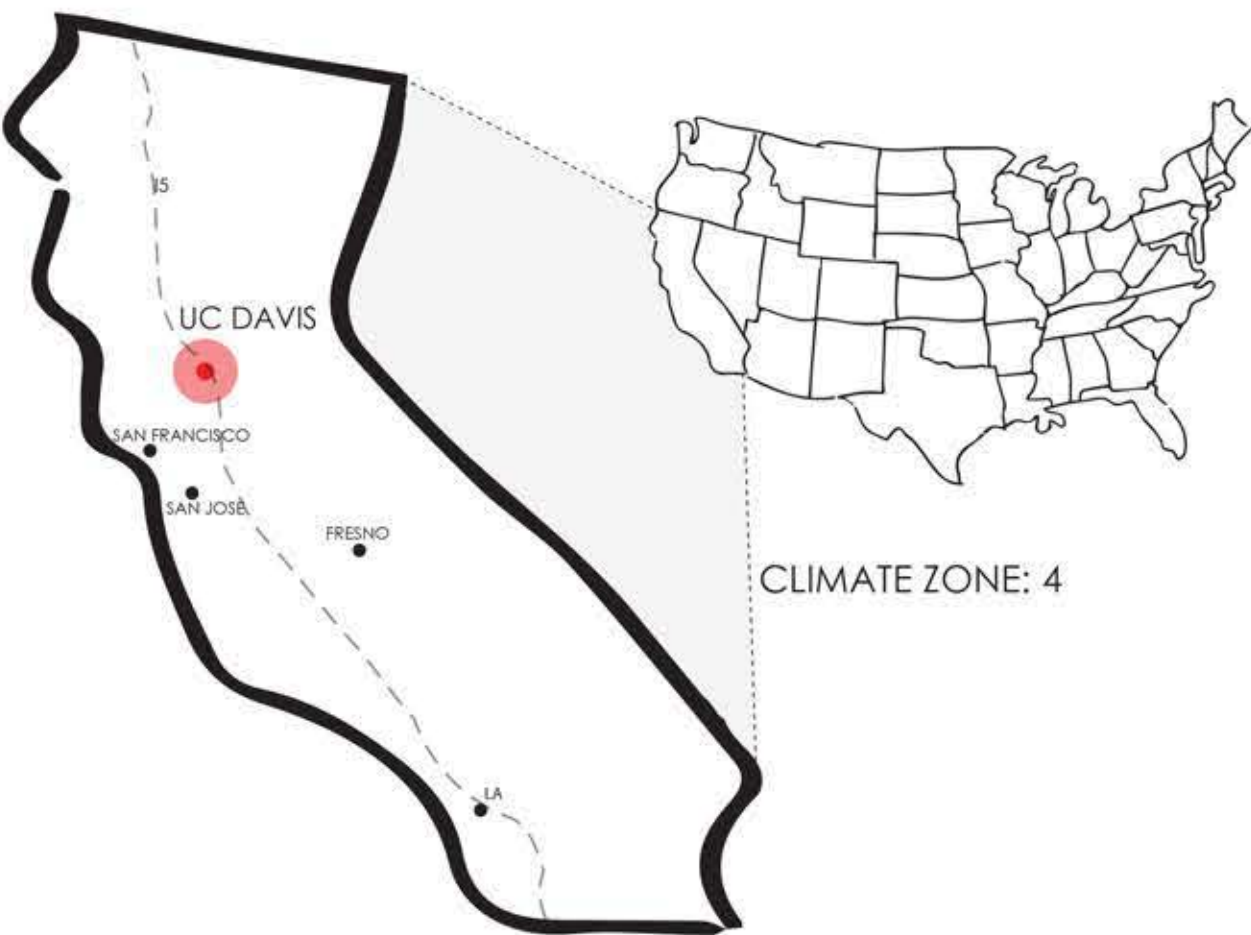 I5
UC DAVIS
SAN FRANCISCO
SAN JOSE
FRESNO
CLIMATE ZONE: 4
LA